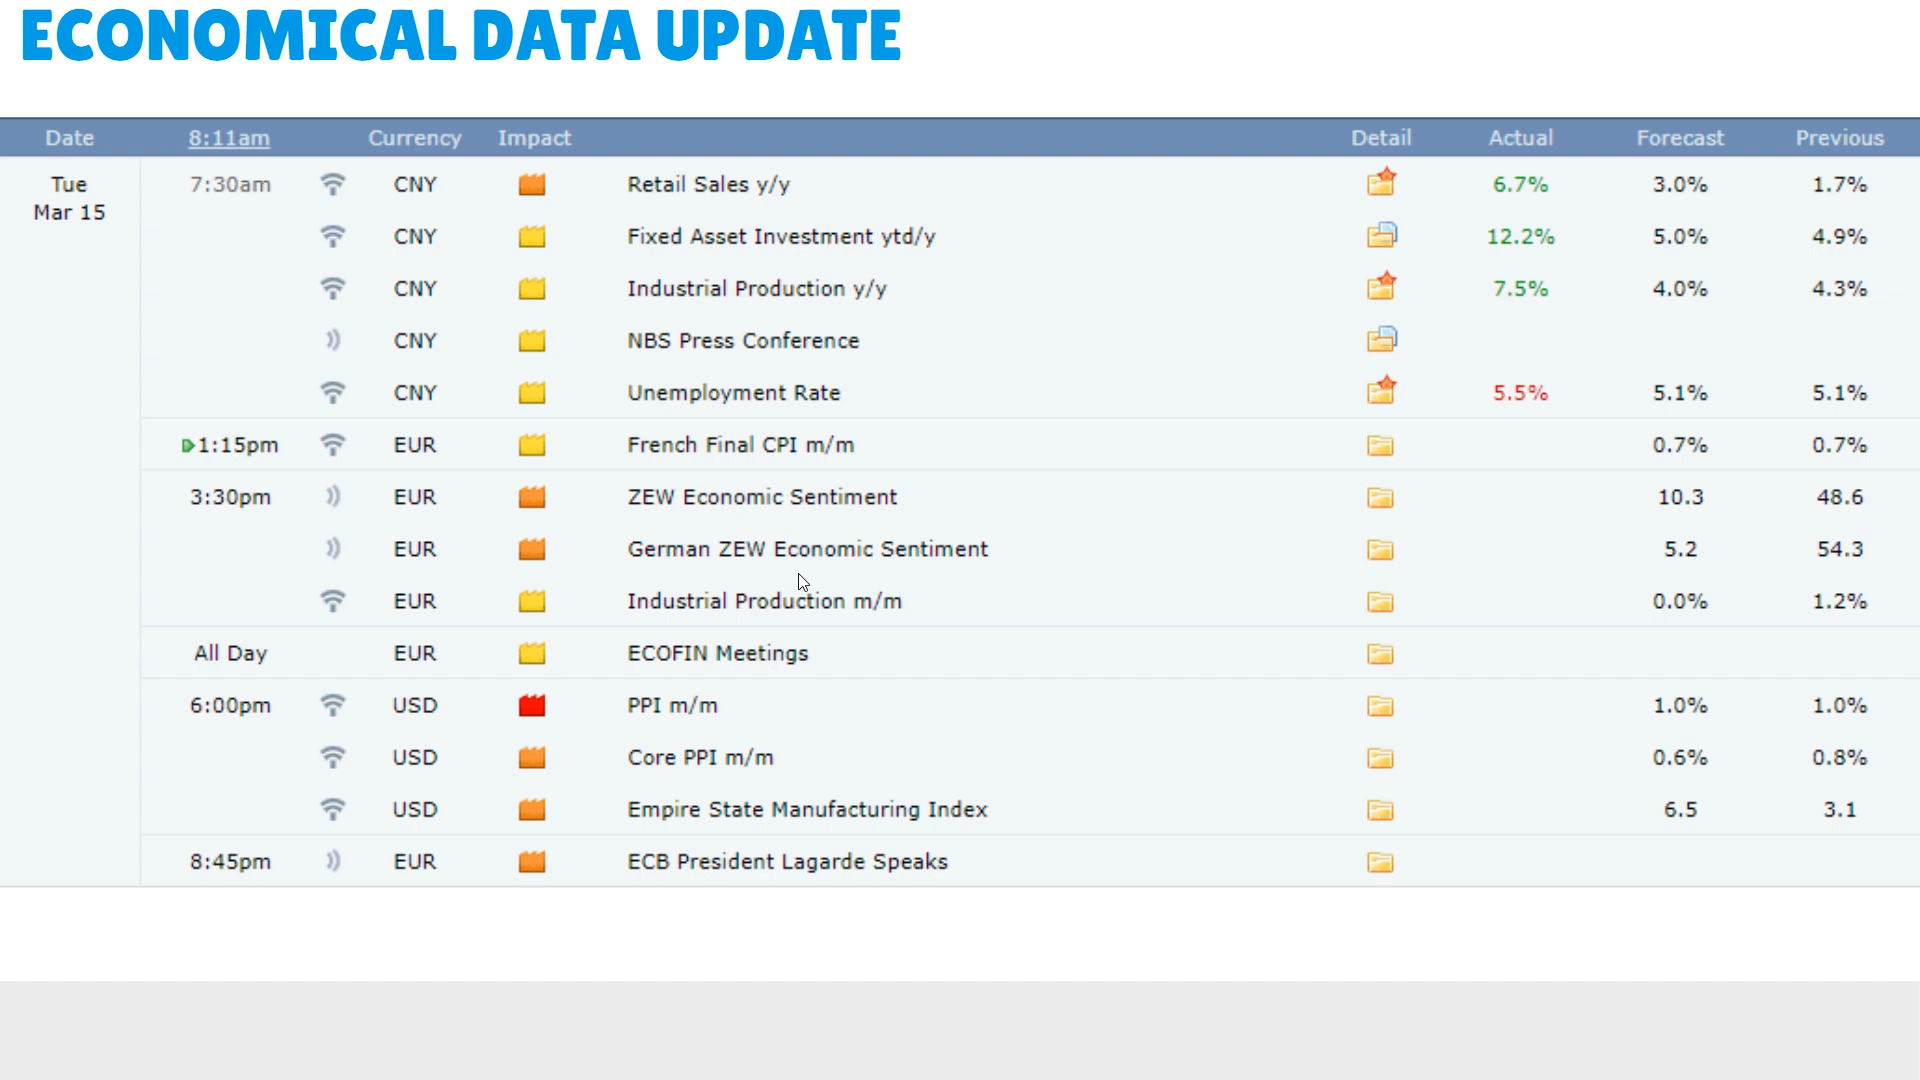 ECONOMICAL DATA UPDATE
Date 8:11am Currency Impact Detail Actual Forecast Previous
Tue 7:30am CNY Retail Sales y/y 6.7% 3.0% 1.7%
Mar 15
CNY Fixed Asset Investment ytd/y 12.2% 5.0% 4.9%
CNY Industrial Production y/y 7.5% 4.0% 4.3%
CNY NBS Press Conference
CNY Unemployment Rate 5.5% 5.1% 5.1%
1:15pm EUR French Final CPI m/m 0.7% 0.7%
3:30pm EUR ZEW Economic Sentiment 10.3 48.6
EUR German ZEW Economic Sentiment 5.2 54.3
EUR Industrial Production m/m 0.0% 1.2%
All Day EUR ECOFIN Meetings
6:00pm USD PPI m/m 1.0% 1.0%
USD Core PPI m/m 0.6% 0.8%
USD Empire State Manufacturing Index 6.5 3.1
8:45pm EUR ECB President Lagarde Speaks